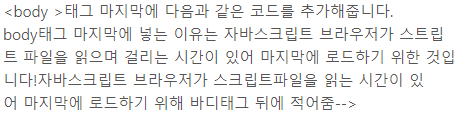 <body >태그 마지막에 다음과 같은 코드를 추가해줍니다.
body태그 마지막에 넣는 이유는 자바스크립트 브라우저가 스트립
트 파일을 읽으며 걸리는 시간이 있어 마지막에 로드하기 위한 것입
니다!자바스크립트 브라우저가 스크립트파일을 읽는 시간이 있
어 마지막에 로드하기 위해 바디태그 뒤에 적어줌-->